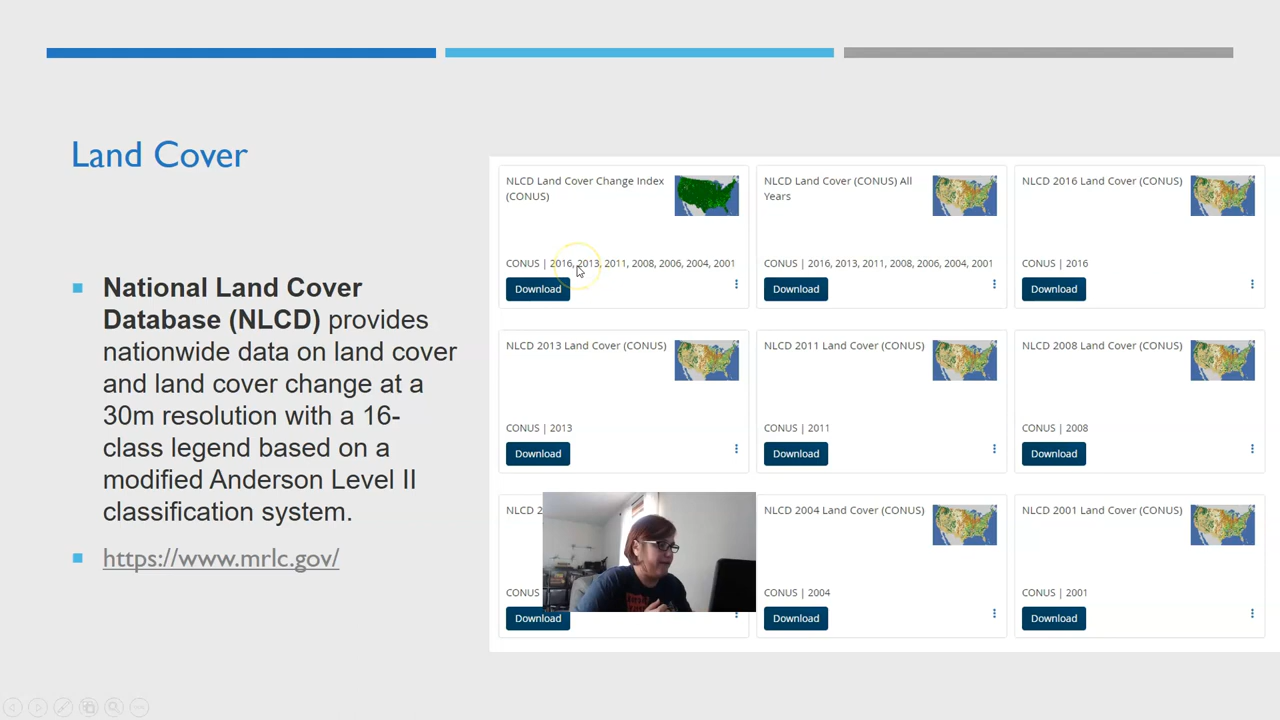 Land Cover
National Land Cover
Database (NLCD) provides
nationwide data on land cover
and land cover change at a
30m resolution with a 16-
class legend based on a
modified Anderson Level II
classification system.
https://www.mrlc.gov/
NLCD Land Cover Change Index
(CONUS)
CONUS | 2016, 2013, 2011, 2008, 2006, 2004, 2001
Download
NLCD Land Cover (CONUS) All
Years
CONUS | 2016, 2013, 2011, 2008, 2006, 2004, 2001
Download
NLCD 2016 Land Cover (CONUS)
CONUS | 2016
Download
NLCD 2013 Land Cover (CONUS)
CONUS | 2013
Download
NLCD 2011 Land Cover (CONUS)
CONUS | 2011
Download
NLCD 2008 Land Cover (CONUS)
CONUS | 2008
Download
NLCD 2
CONUS
Download
NLCD 2004 Land Cover (CONUS)
CONUS | 2004
Download
NLCD 2001 Land Cover (CONUS)
CONUS | 2001
Download